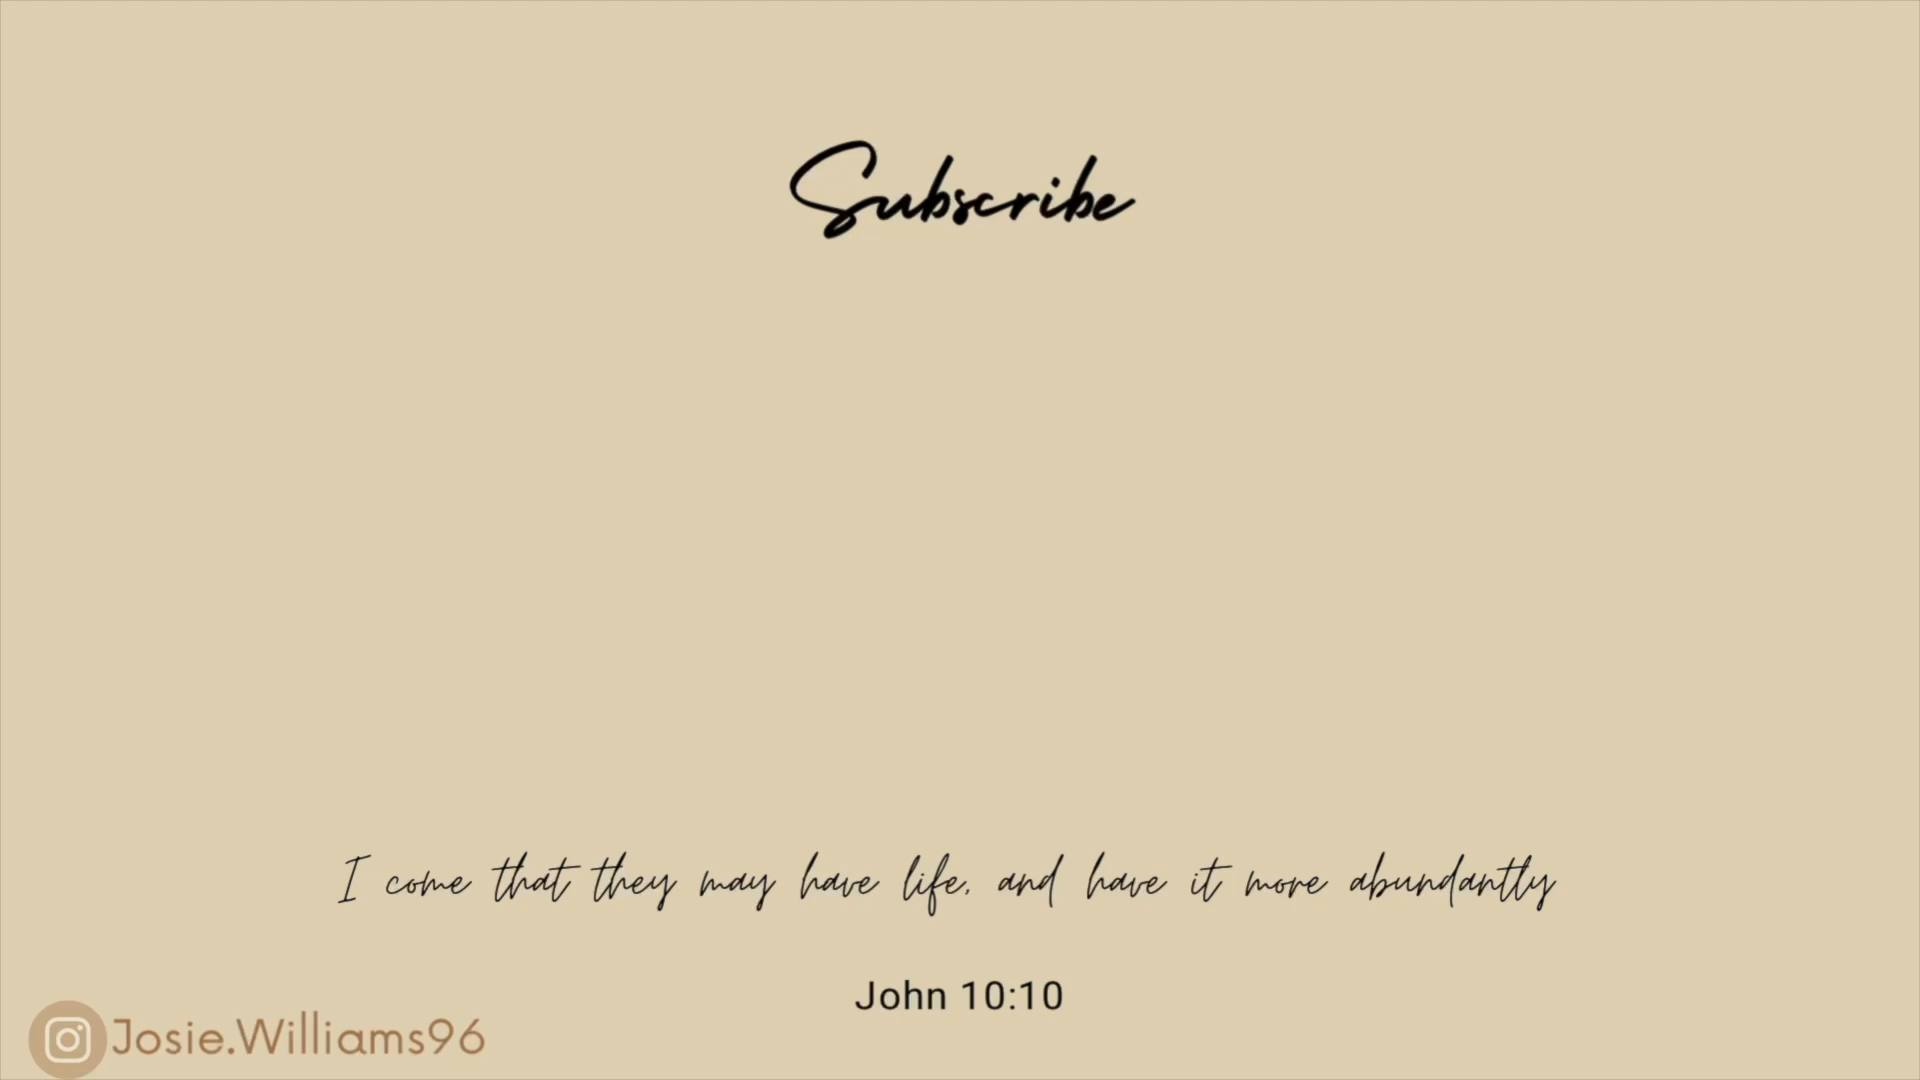 Subscribe
I come that they may have life, and have it more abundantly
John 10:10
Josie.Williams96